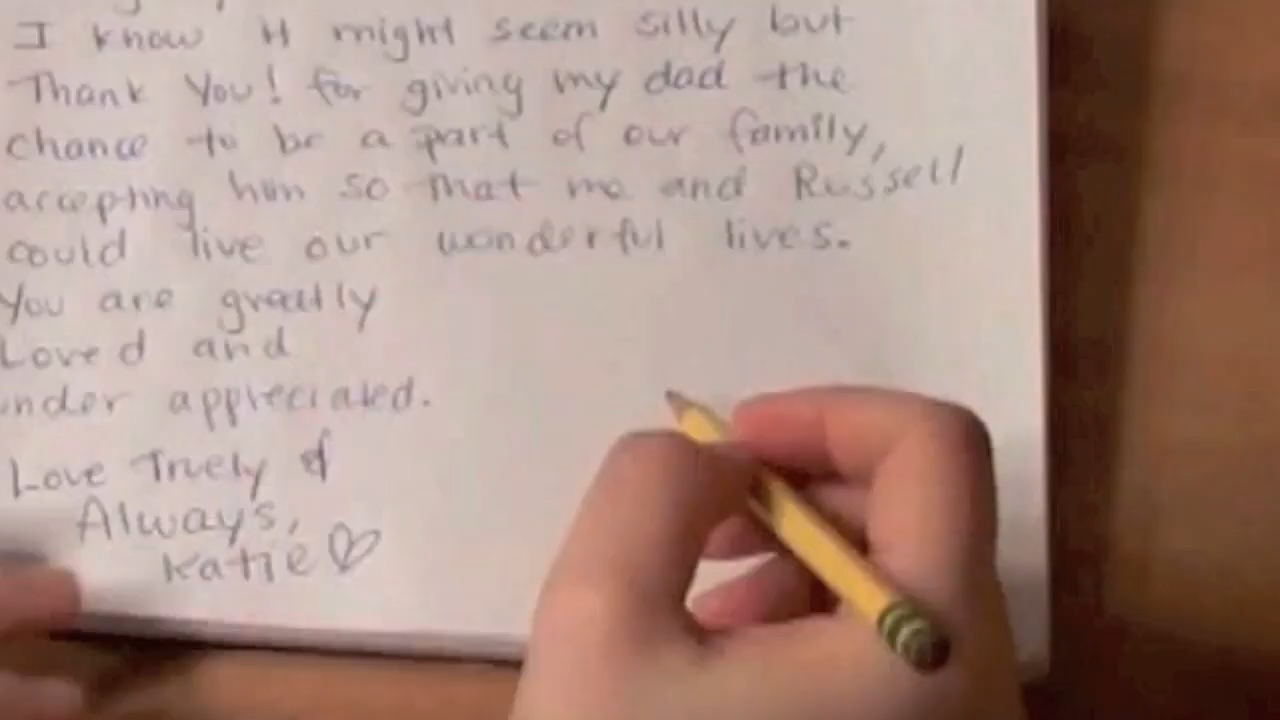 I know it might seem silly but
Thank You! for giving my dad the
chance to be a part of our family,
accepting him so that me and Russell
could live our wonderful lives.
You are greatly
Loved and
under appreciated.
Love Truely &
Always,
Katie